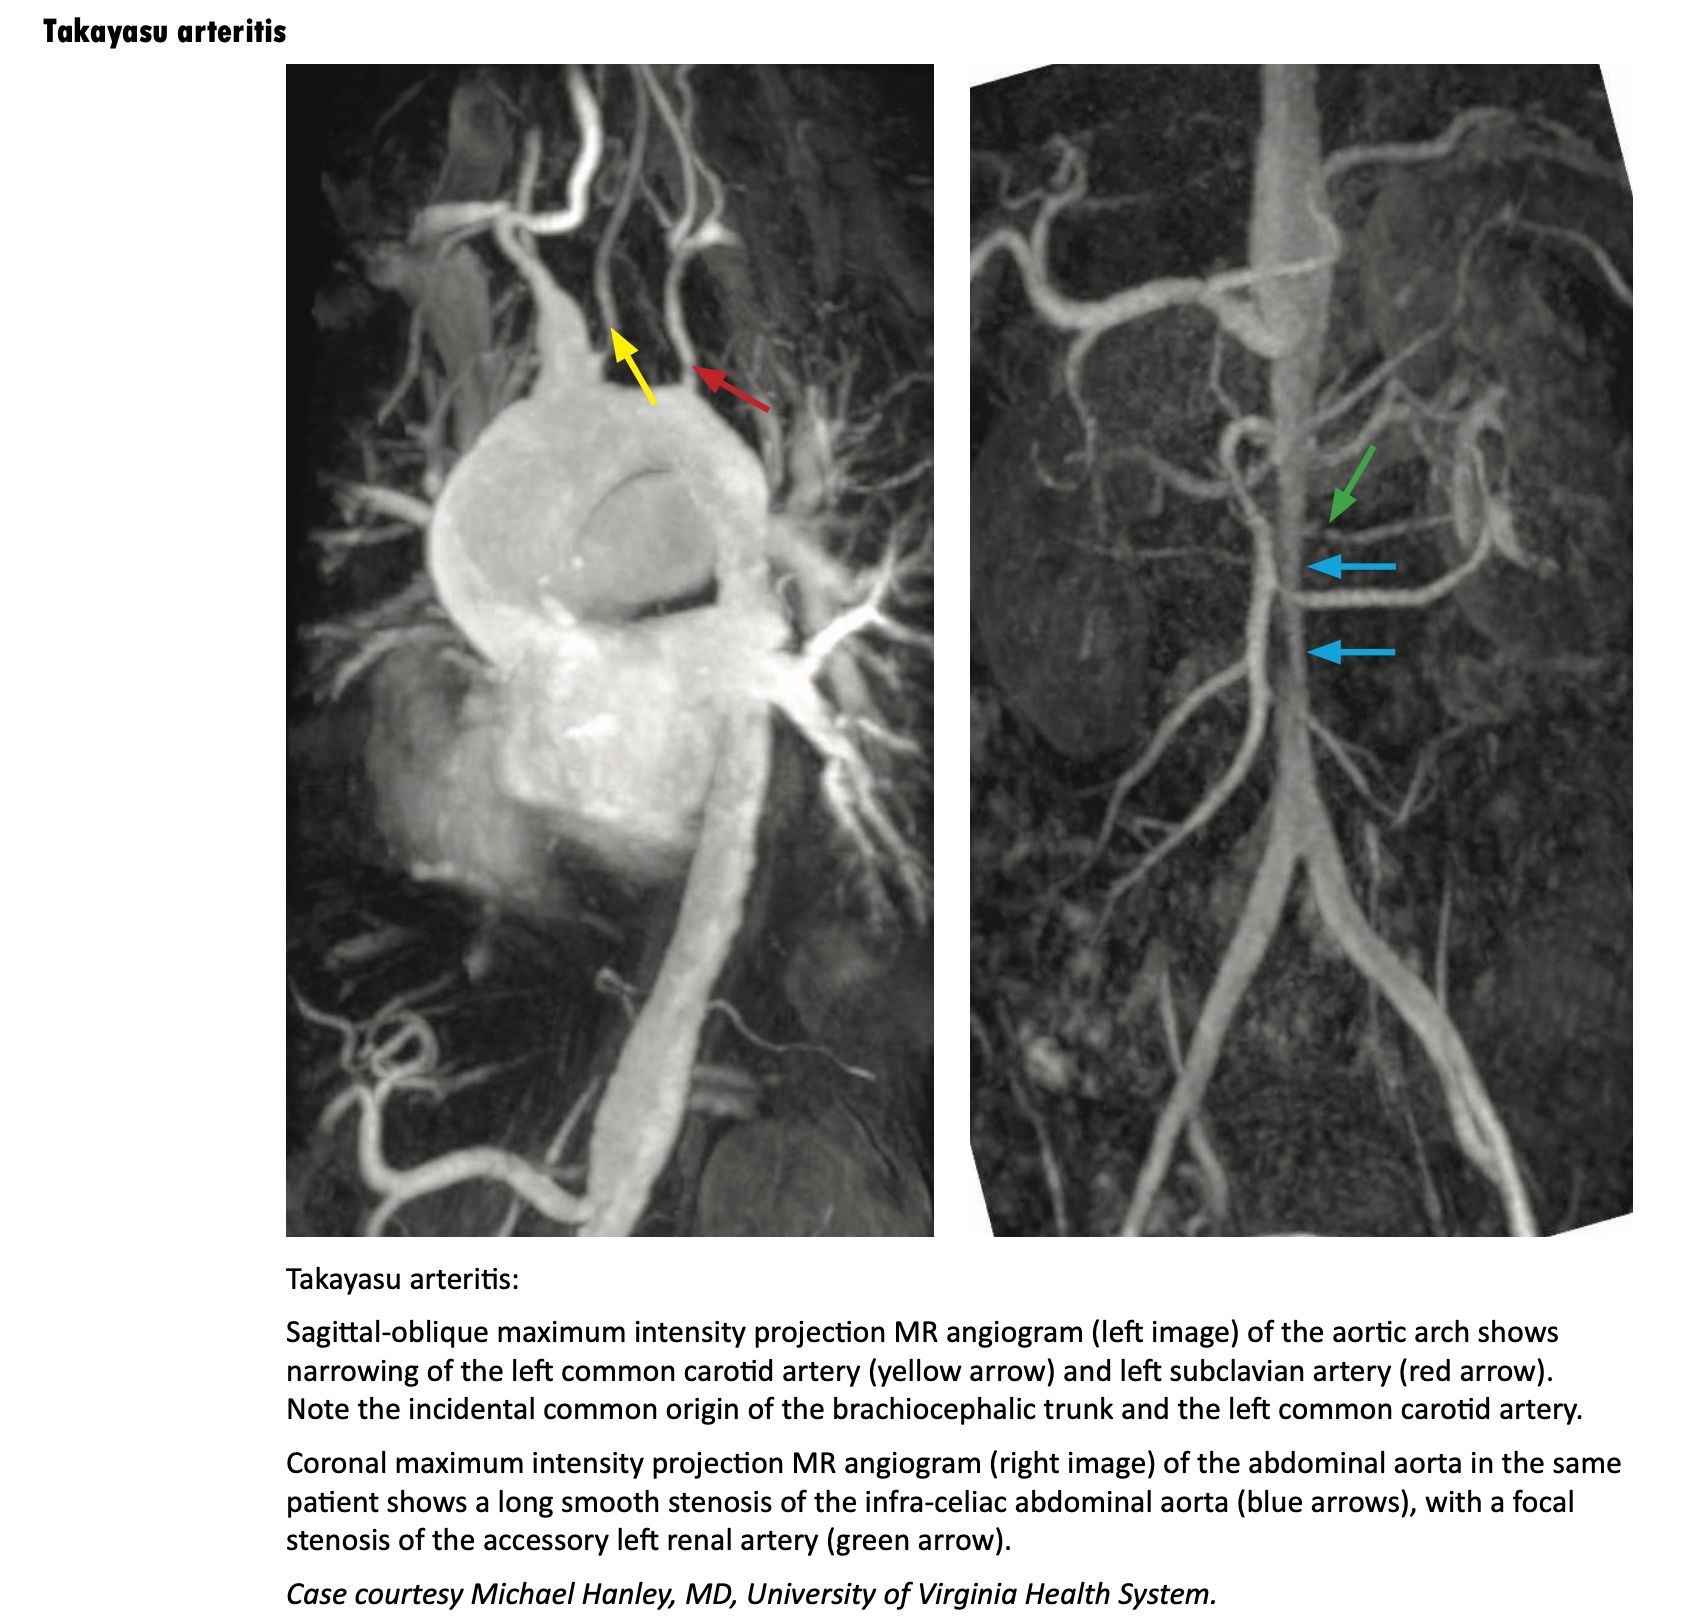 Takayasu arteritis
Takayasu arteritis:
Sagittal-oblique maximum intensity projection MR angiogram (left image) of the aortic arch shows
narrowing of the left common carotid artery (yellow arrow) and left subclavian artery (red arrow).
Note the incidental common origin of the brachiocephalic trunk and the left common carotid artery.
Coronal maximum intensity projection MR angiogram (right image) of the abdominal aorta in the same
patient shows a long smooth stenosis of the infra-celiac abdominal aorta (blue arrows), with a focal
stenosis of the accessory left renal artery (green arrow).
Case courtesy Michael Hanley, MD, University of Virginia Health System.